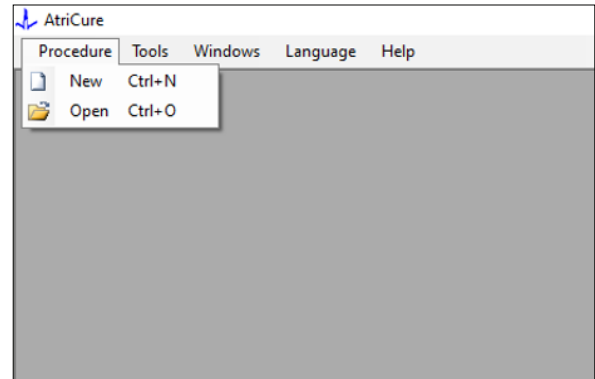 AtriCure
Procedure Tools Windows Language Help
New Ctrl+N
Open Ctrl+O